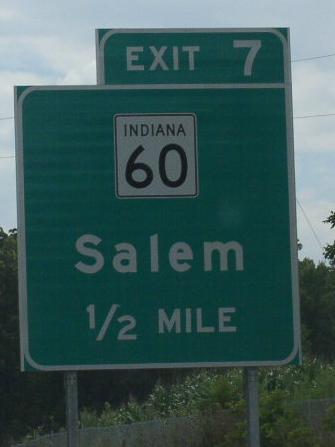 EXIT 7
INDIANA
60
Salem
1/2 MILE